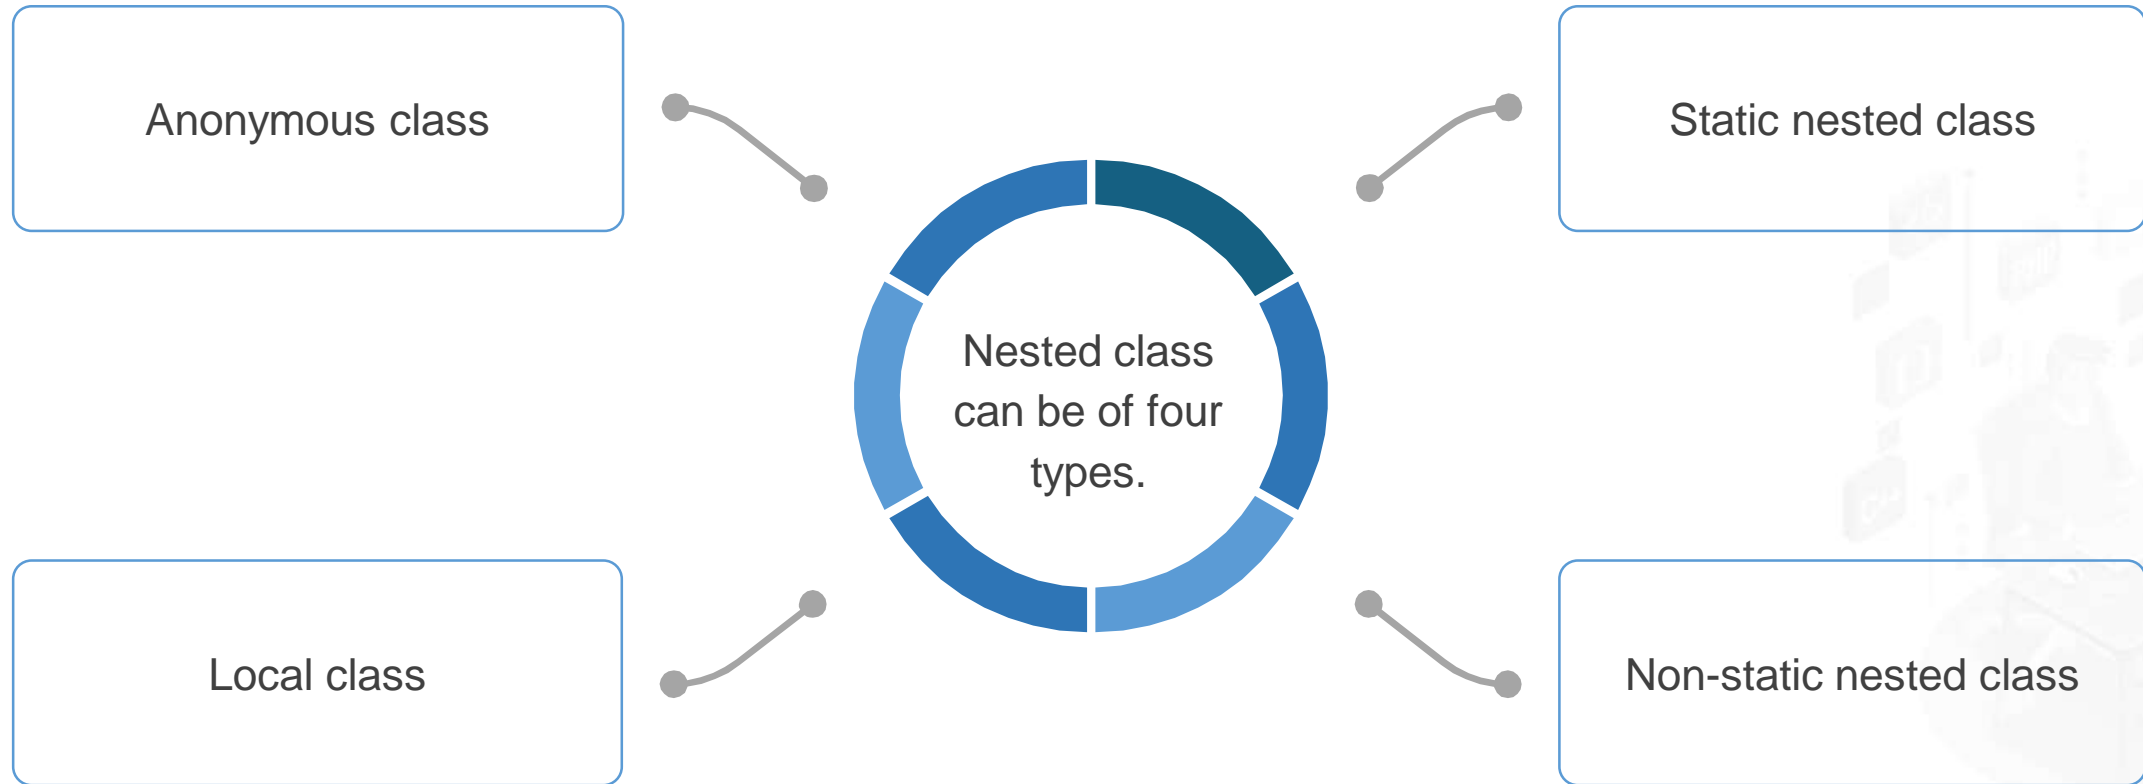 Anonymous class
Static nested class
Nested class
can be of four
types.
Local class
Non-static nested class